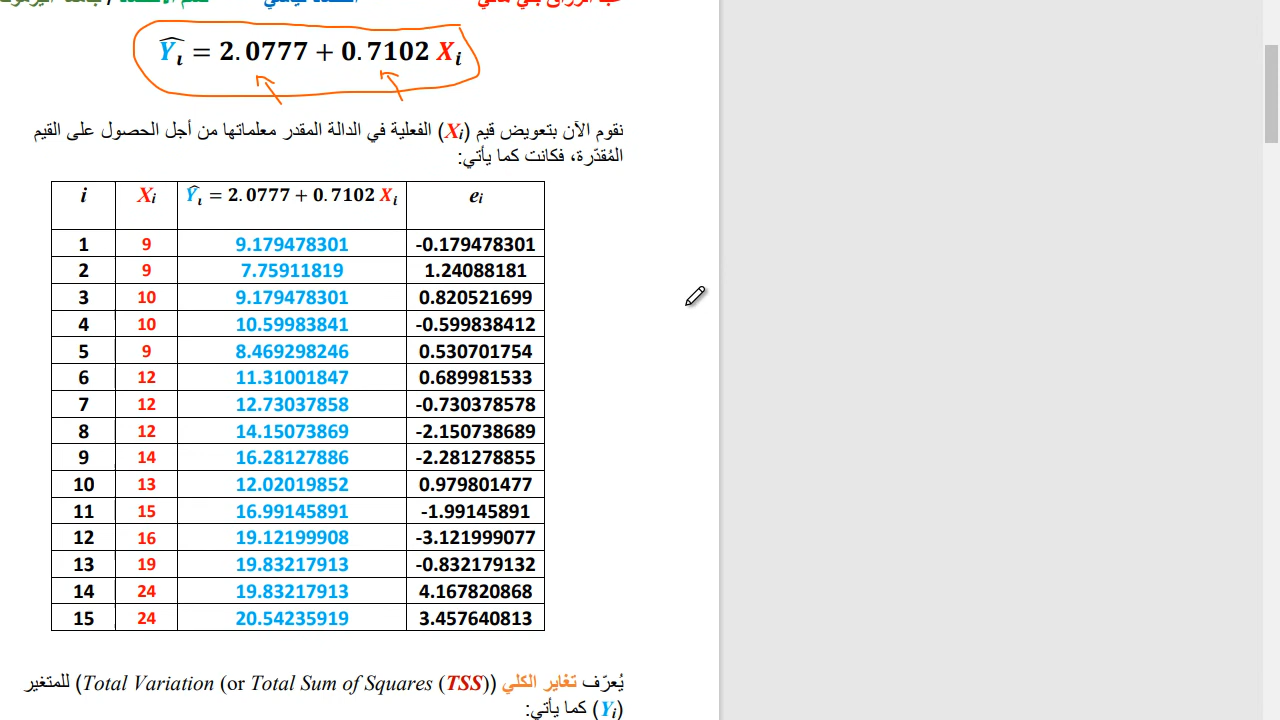 Ŷᵢ = 2.0777 + 0.7102 Xᵢ
نقوم الآن بتعويض قيم (Xᵢ) الفعلية في الدالة المقدر معلماتها من أجل الحصول على القيم
المُقدّرة، فكانت كما يأتي:
i Xᵢ Ŷᵢ = 2.0777 + 0.7102 Xᵢ eᵢ
1 9 9.179478301 -0.179478301
2 9 7.75911819 1.24088181
3 10 9.179478301 0.820521699
4 10 10.59983841 -0.599838412
5 9 8.469298246 0.530701754
6 12 11.31001847 0.689981533
7 12 12.73037858 -0.730378578
8 12 14.15073869 -2.150738689
9 14 16.28127886 -2.281278855
10 13 12.02019852 0.979801477
11 15 16.99145891 -1.99145891
12 16 19.12199908 -3.121999077
13 19 19.83217913 -0.832179132
14 24 19.83217913 4.167820868
15 24 20.54235919 3.457640813
يُعرّف تغاير الكلي (Total Variation (or Total Sum of Squares (TSS)) للمتغير
(Yᵢ) كما يأتي: